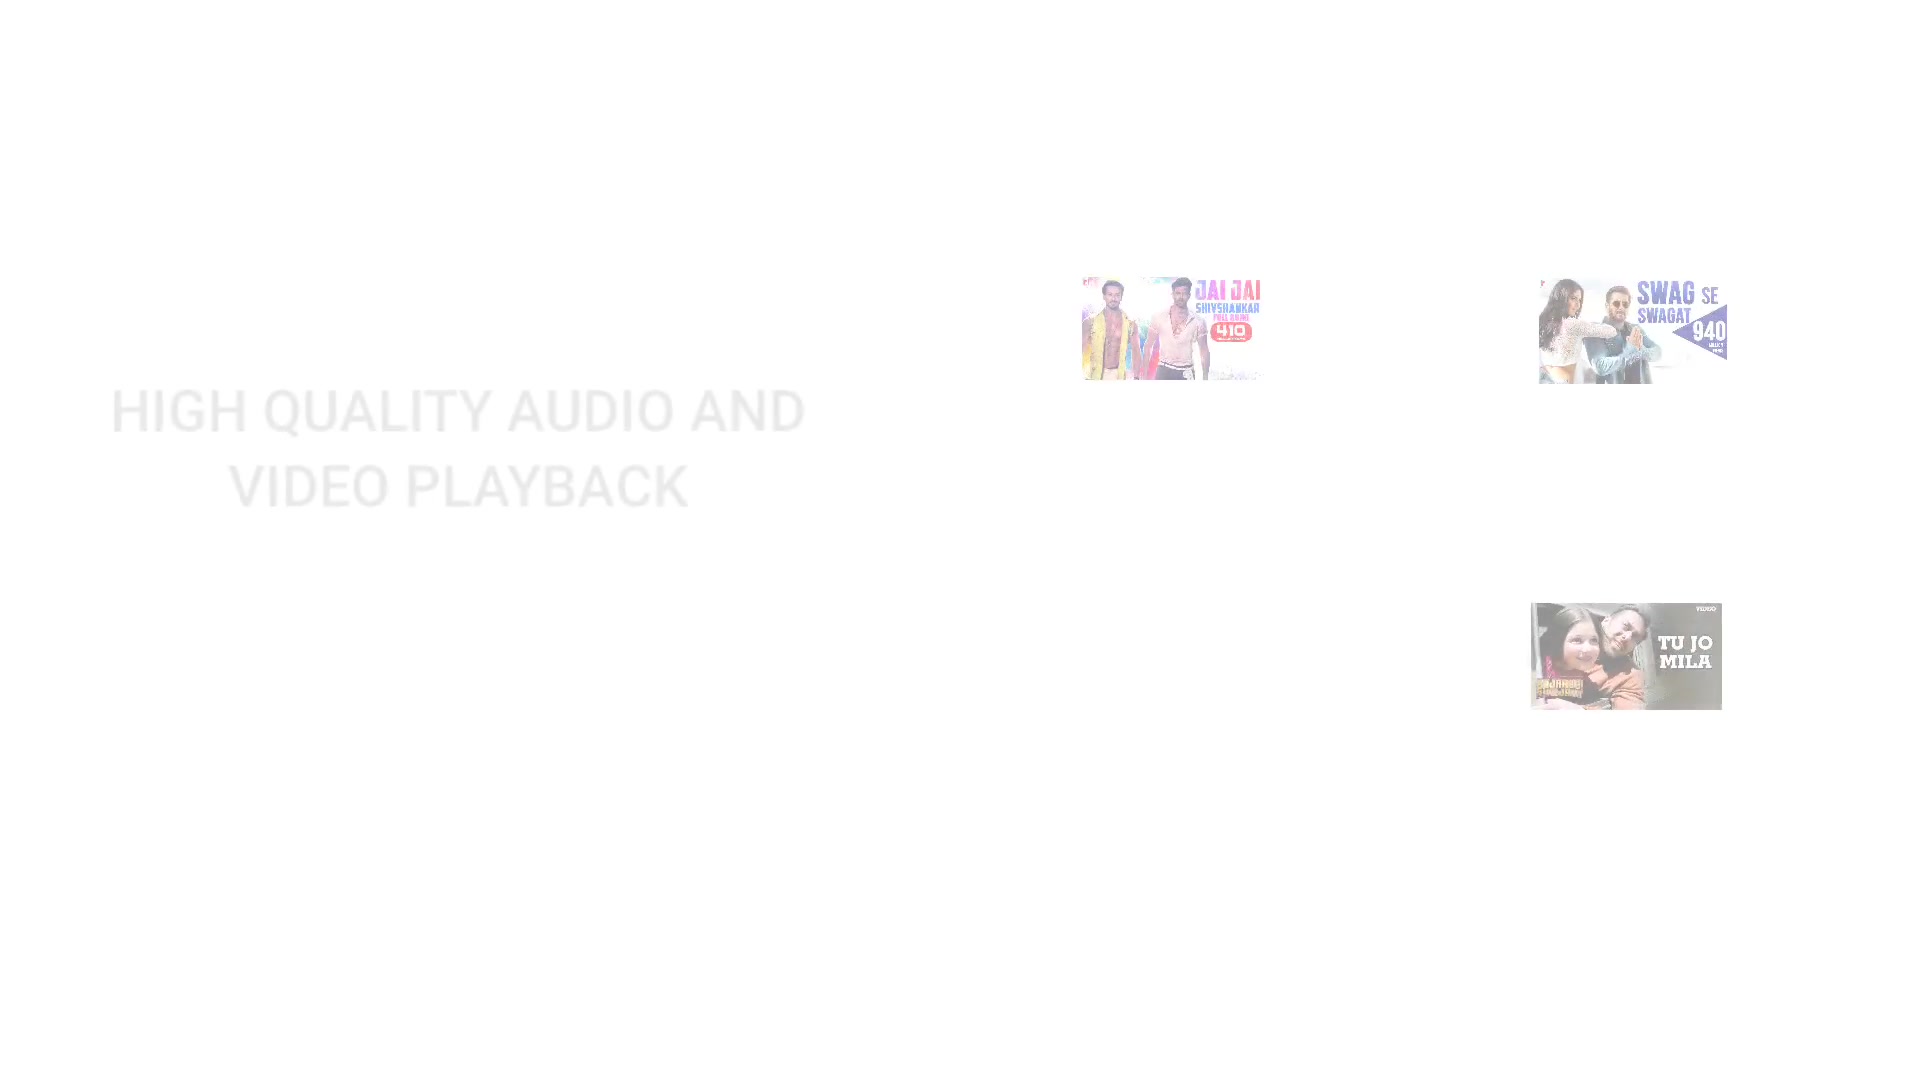 HIGH QUALITY AUDIO AND
VIDEO PLAYBACK
JAI JAI
SHIVSHANKAR
FULL SONG
410
SWAG SE
SWAGAT
940
VIDEO
TU JO
MILA